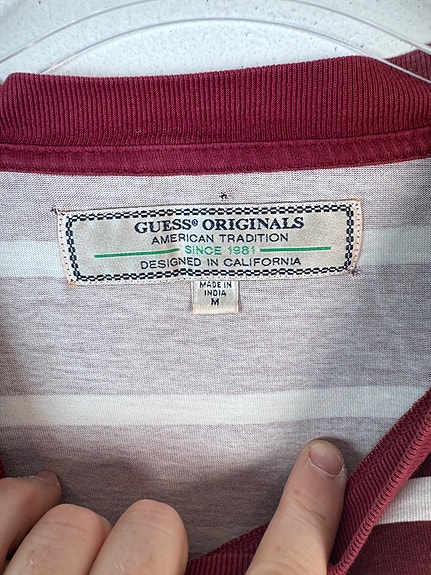 GUESS® ORIGINALS
AMERICAN TRADITION
SINCE 1981
DESIGNED IN CALIFORNIA
MADE IN
INDIA
M